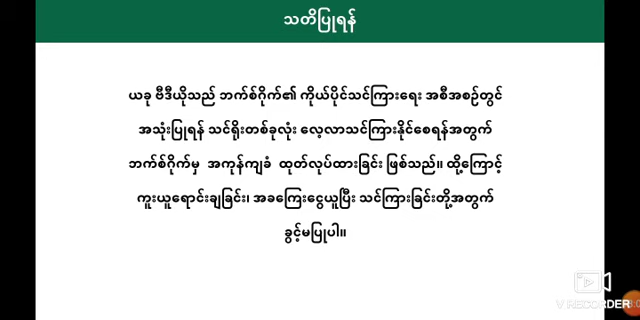 သတိပြုရန်
ယခု ဗီဒီယိုသည် ဘက်စ်ဂိုက်၏ ကိုယ်ပိုင်သင်ကြားရေး အစီအစဉ်တွင်
အသုံးပြုရန် သင်ရိုးတစ်ခုလုံး လေ့လာသင်ကြားနိုင်စေရန်အတွက်
ဘက်စ်ဂိုက်မှ အကုန်ကျခံ ထုတ်လုပ်ထားခြင်း ဖြစ်သည်။ ထို့ကြောင့်
ကူးယူရောင်းချခြင်း၊ အခကြေးငွေယူပြီး သင်ကြားခြင်းတို့အတွက်
ခွင့်မပြုပါ။
V RECORDER